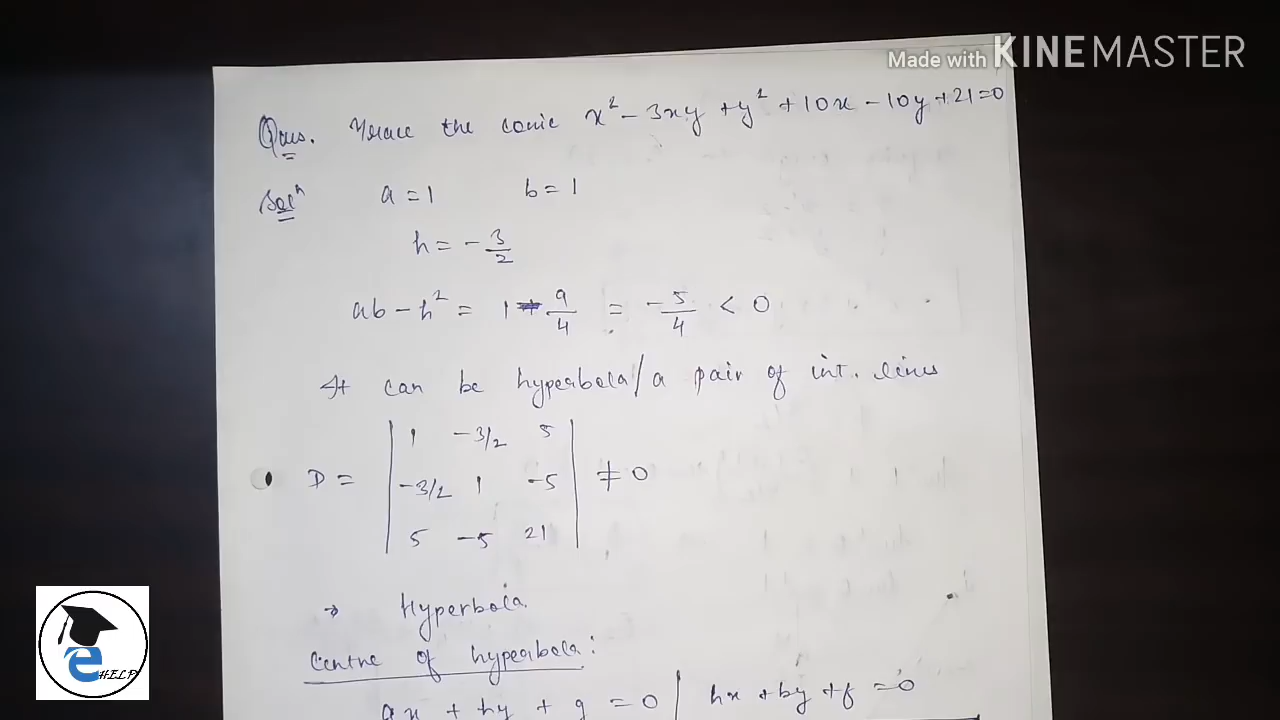 Made with KINEMASTER
Ques. Trace the conic x² - 3xy + y² + 10x - 10y + 21 = 0
Solⁿ a = 1 b = 1
h = - 3/2
ab - h² = 1 - 9/4 = - 5/4 < 0
It can be hyperbola/a pair of int. lines
D = | 1 -3/2 5 |
| -3/2 1 -5 | ≠ 0
| 5 -5 21 |
→ Hyperbola.
Centre of hyperbola:
ax + hy + g = 0 | hx + by + f = 0
e HELP